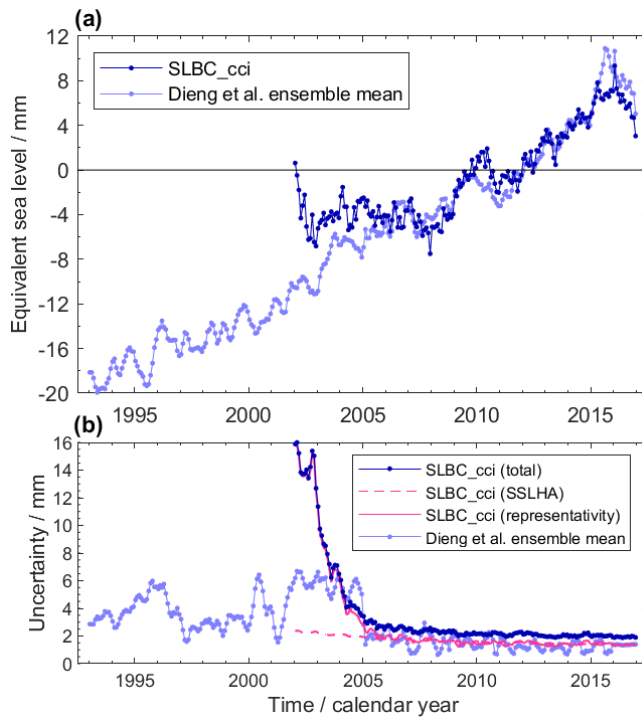 (a)
12
8
4
0
-4
-8
-12
-16
-20
Equivalent sea level / mm
SLBC_cci
Dieng et al. ensemble mean
1995
2000
2005
2010
2015
(b)
16
14
12
10
8
6
4
2
0
Uncertainty / mm
SLBC_cci (total)
SLBC_cci (SSLHA)
SLBC_cci (representativity)
Dieng et al. ensemble mean
1995
2000
2005
2010
2015
Time / calendar year